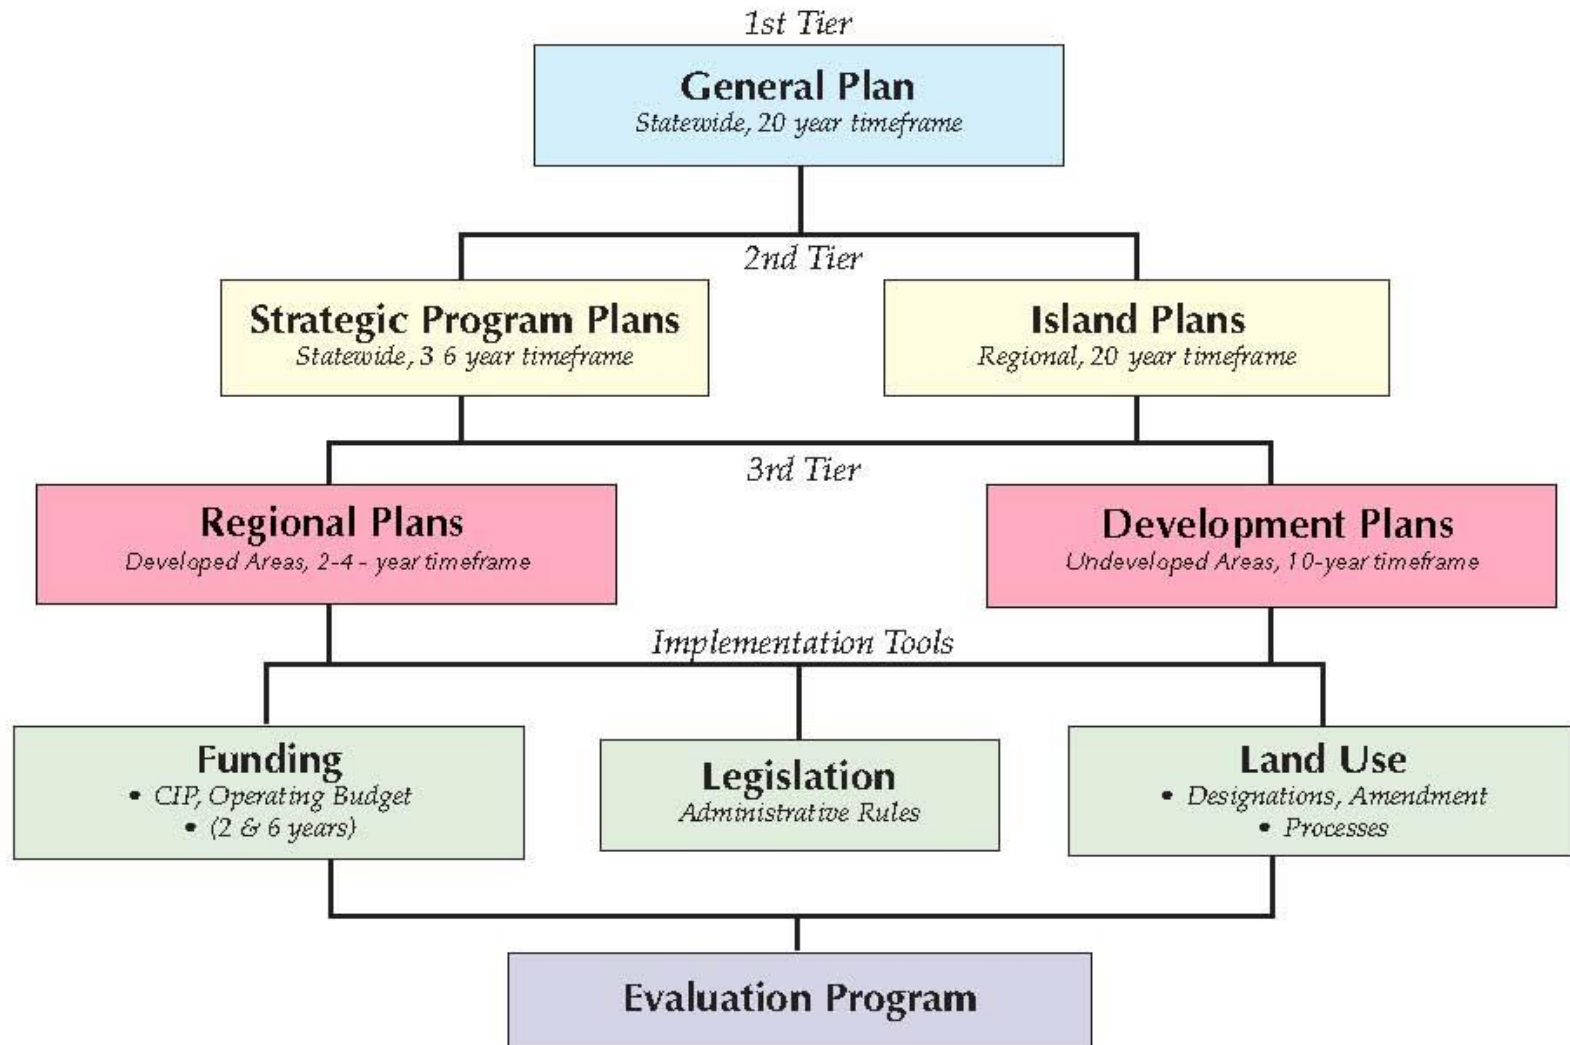 1st Tier
General Plan
Statewide, 20 year timeframe
2nd Tier
Strategic Program Plans
Statewide, 3 6 year timeframe
Island Plans
Regional, 20 year timeframe
3rd Tier
Regional Plans
Developed Areas, 2-4 - year timeframe
Development Plans
Undeveloped Areas, 10-year timeframe
Implementation Tools
Funding
• CIP, Operating Budget
• (2 & 6 years)
Legislation
Administrative Rules
Land Use
• Designations, Amendment
• Processes
Evaluation Program